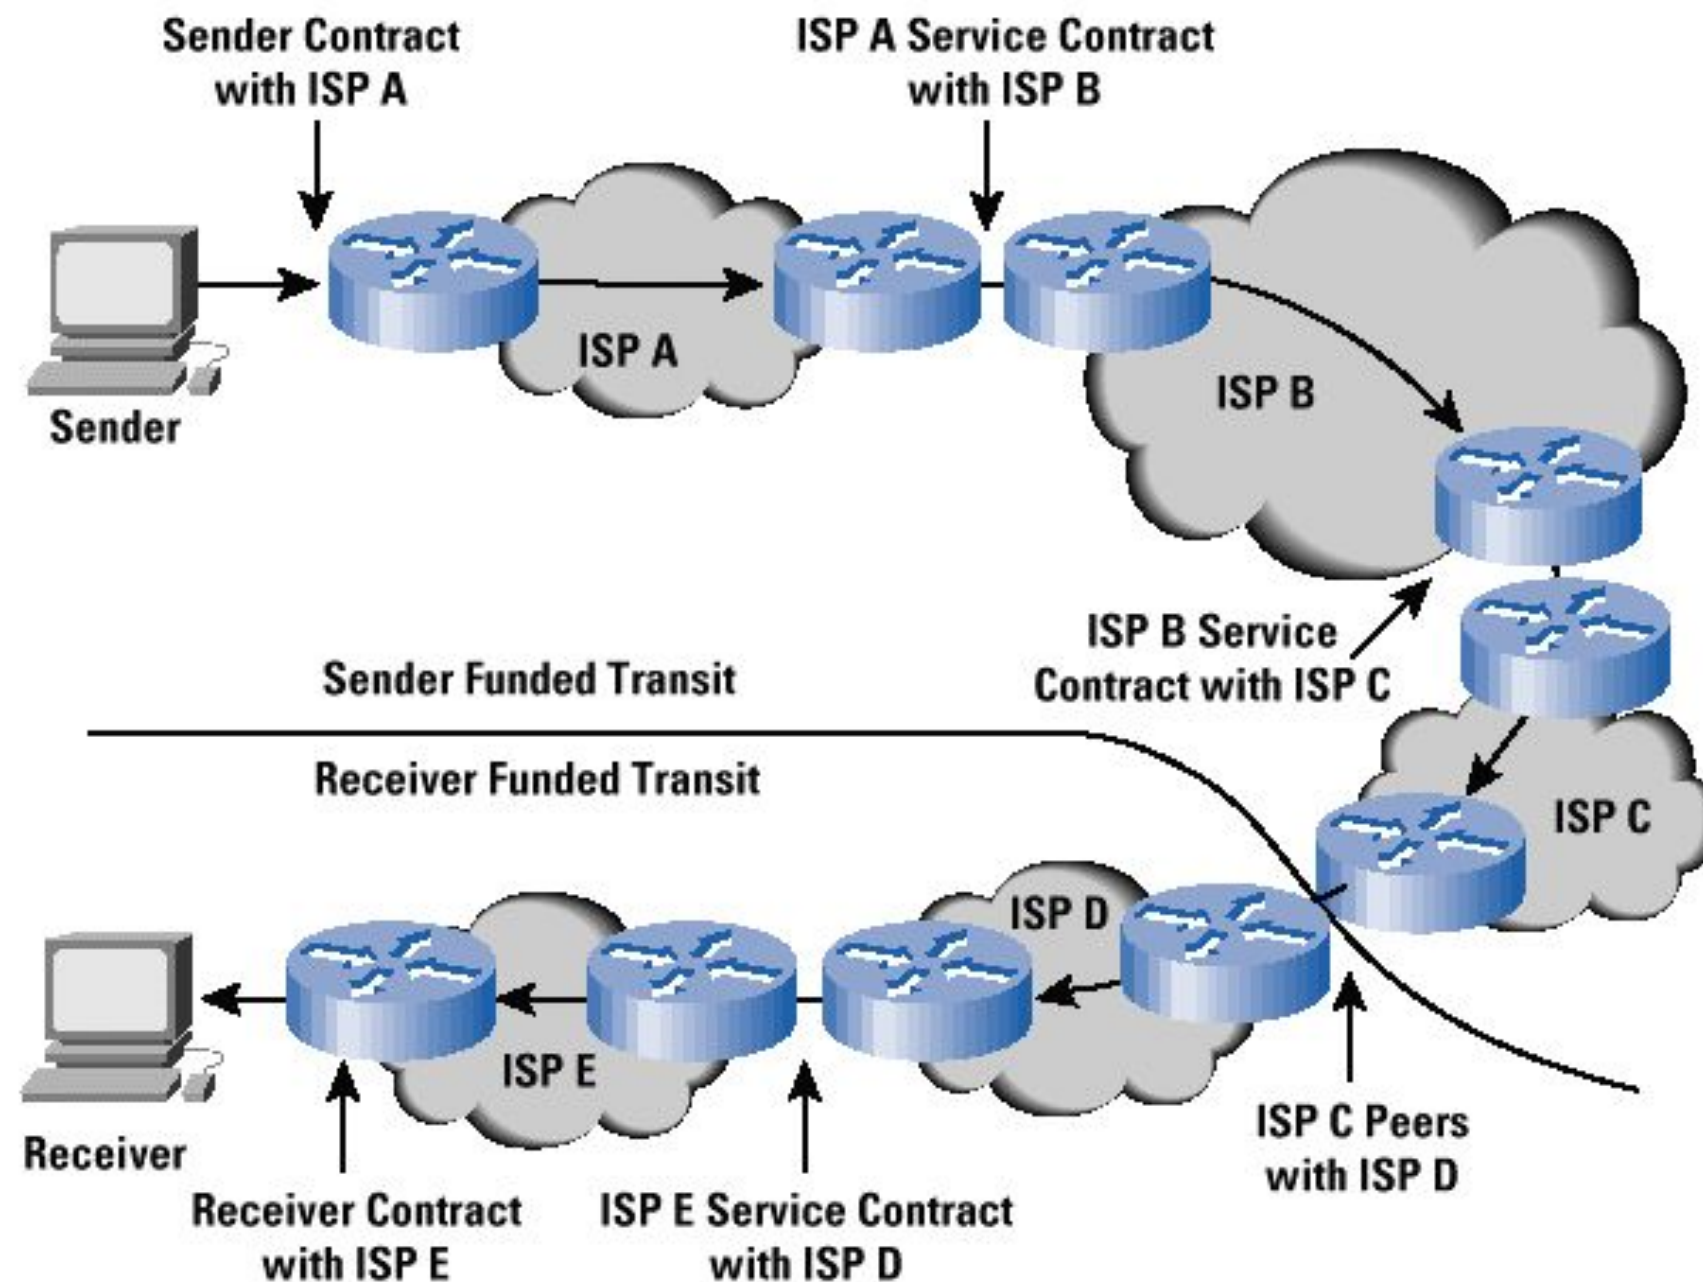 Sender Contract
with ISP A
ISP A Service Contract
with ISP B
Sender
ISP A
ISP B
ISP B Service
Contract with ISP C
Sender Funded Transit
Receiver Funded Transit
ISP C
ISP D
ISP E
Receiver
ISP C Peers
with ISP D
Receiver Contract
with ISP E
ISP E Service Contract
with ISP D